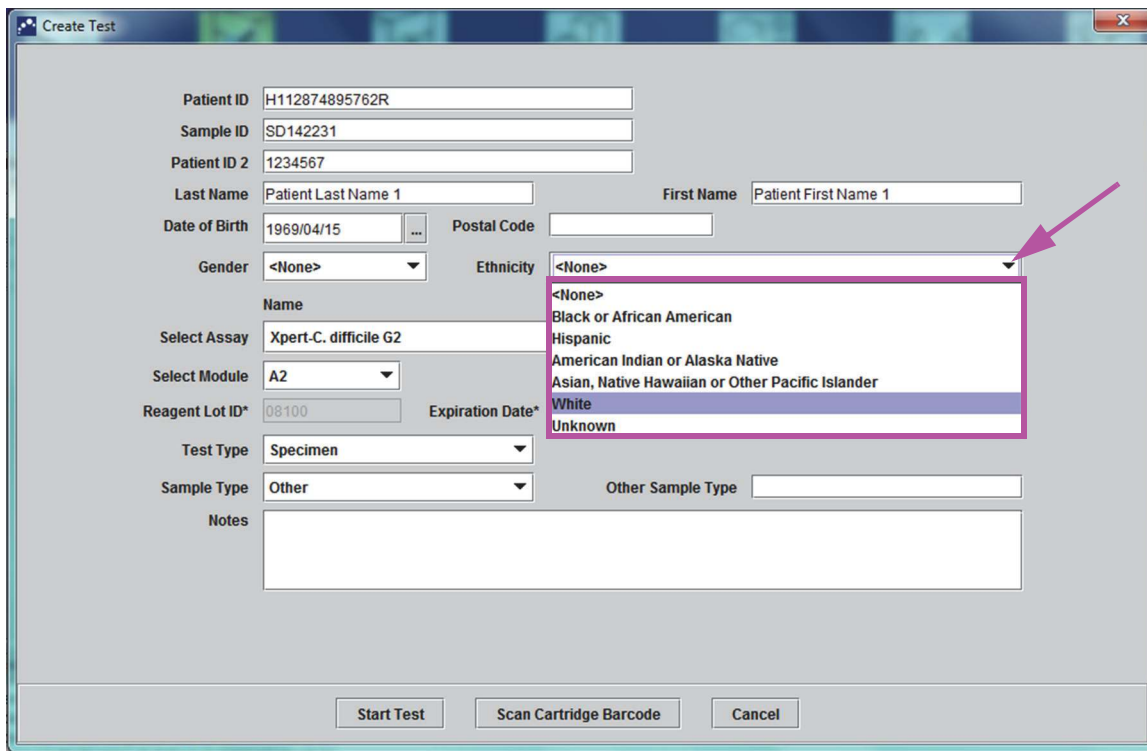 Create Test
Patient ID H112874895762R
Sample ID SD142231
Patient ID 2 1234567
Last Name Patient Last Name 1 First Name Patient First Name 1
Date of Birth 1969/04/15 ... Postal Code
Gender <None> Ethnicity <None>
<None>
Name
Black or African American
Hispanic
Select Assay Xpert-C. difficile G2
American Indian or Alaska Native
Select Module A2
Asian, Native Hawaiian or Other Pacific Islander
Reagent Lot ID* 08100 Expiration Date* White
Unknown
Test Type Specimen
Sample Type Other Other Sample Type
Notes
Start Test Scan Cartridge Barcode Cancel